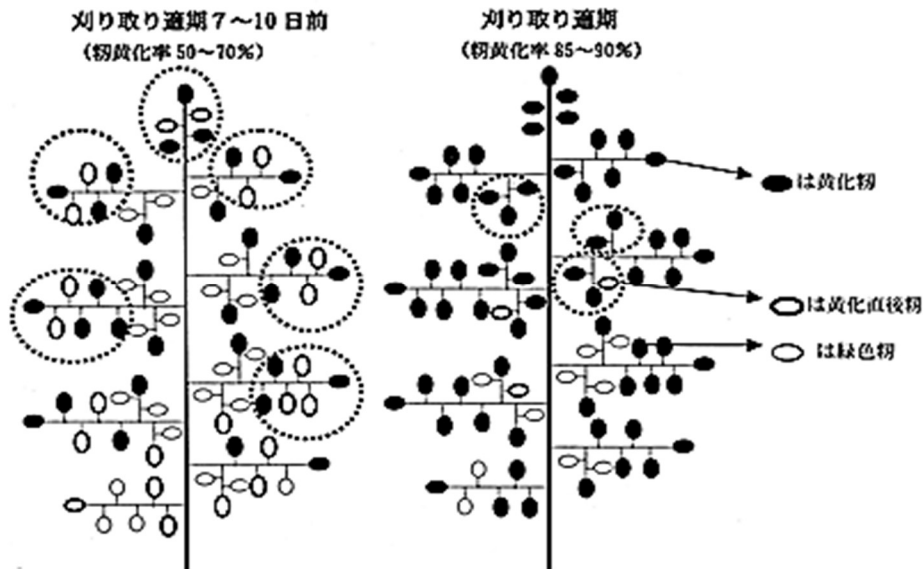 刈り取り適期7～10日前
(籾黄化率50～70%)
刈り取り適期
(籾黄化率85～90%)
は黄化籾
は黄化直後籾
は緑色籾